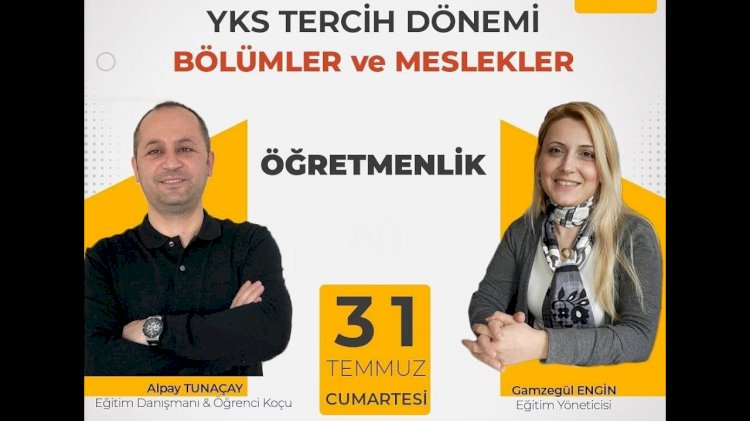 YKS TERCİH DÖNEMİ
BÖLÜMLER ve MESLEKLER
ÖĞRETMENLİK
31
TEMMUZ
CUMARTESİ
Alpay TUNAÇAY
Eğitim Danışmanı & Öğrenci Koçu
Gamzegül ENGİN
Eğitim Yöneticisi